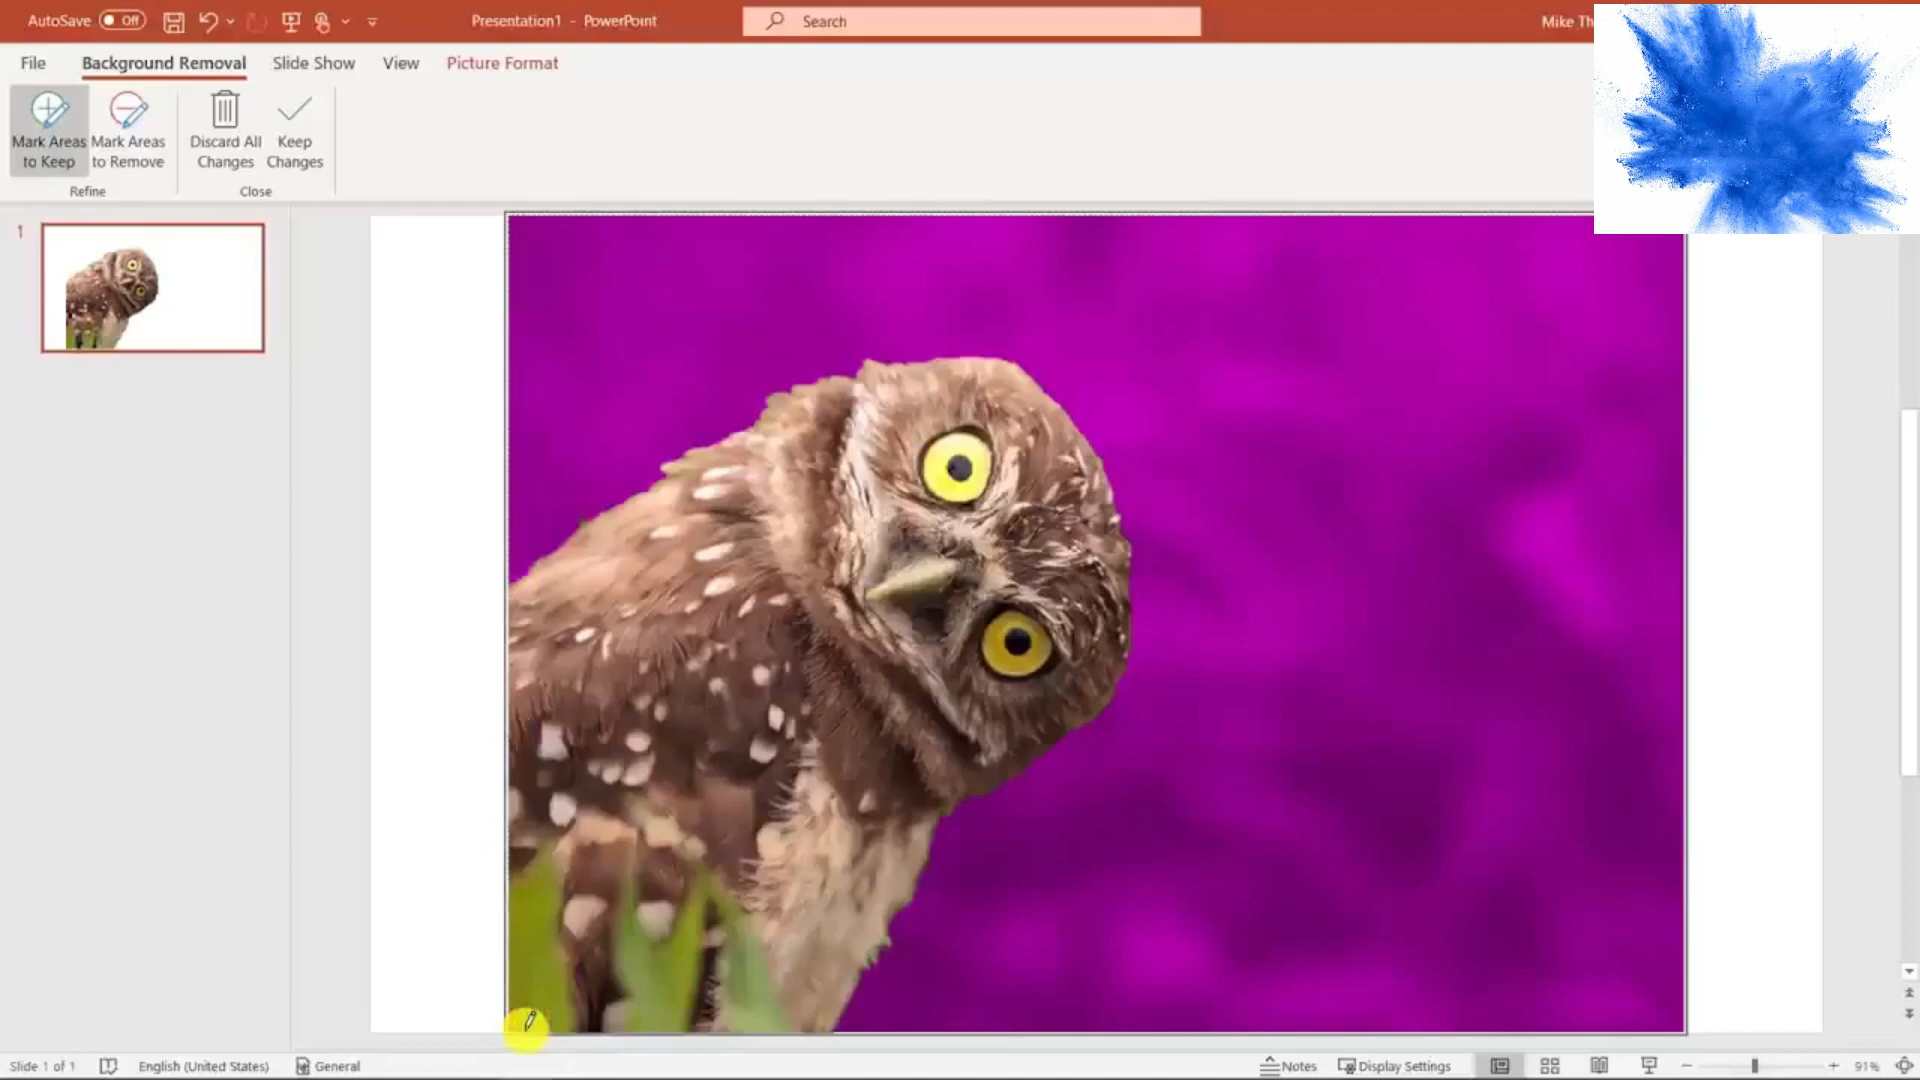 AutoSave Off Presentation1 - PowerPoint Search Mike Th
File Background Removal Slide Show View Picture Format
Mark Areas to Keep
Mark Areas to Remove
Discard All Changes
Keep Changes
Refine Close
1
Slide 1 of 1 English (United States) General Notes Display Settings 91%